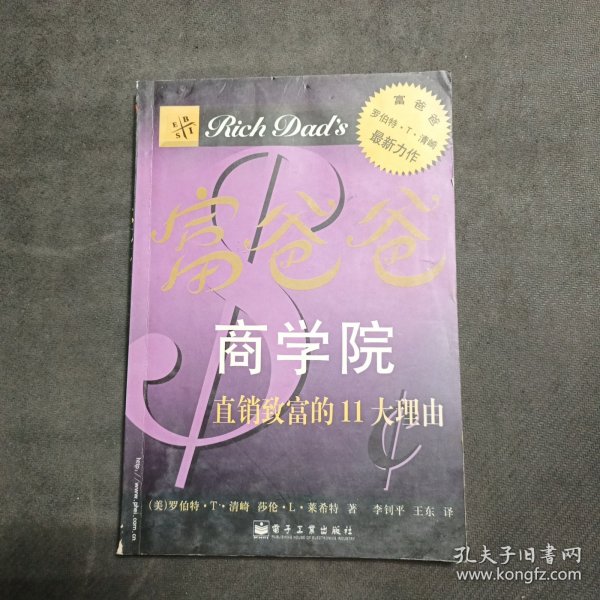 E B
S I
Rich Dad's
富爸爸
罗伯特·T·清崎
最新力作
富爸爸
商学院
直销致富的11大理由
http://www.phei.com.cn
(美)罗伯特·T·清崎 莎伦·L·莱希特 著 李钊平 王东 译
电子工业出版社
PUBLISHING HOUSE OF ELECTRONICS INDUSTRY
孔夫子旧书网
www.kongfz.com